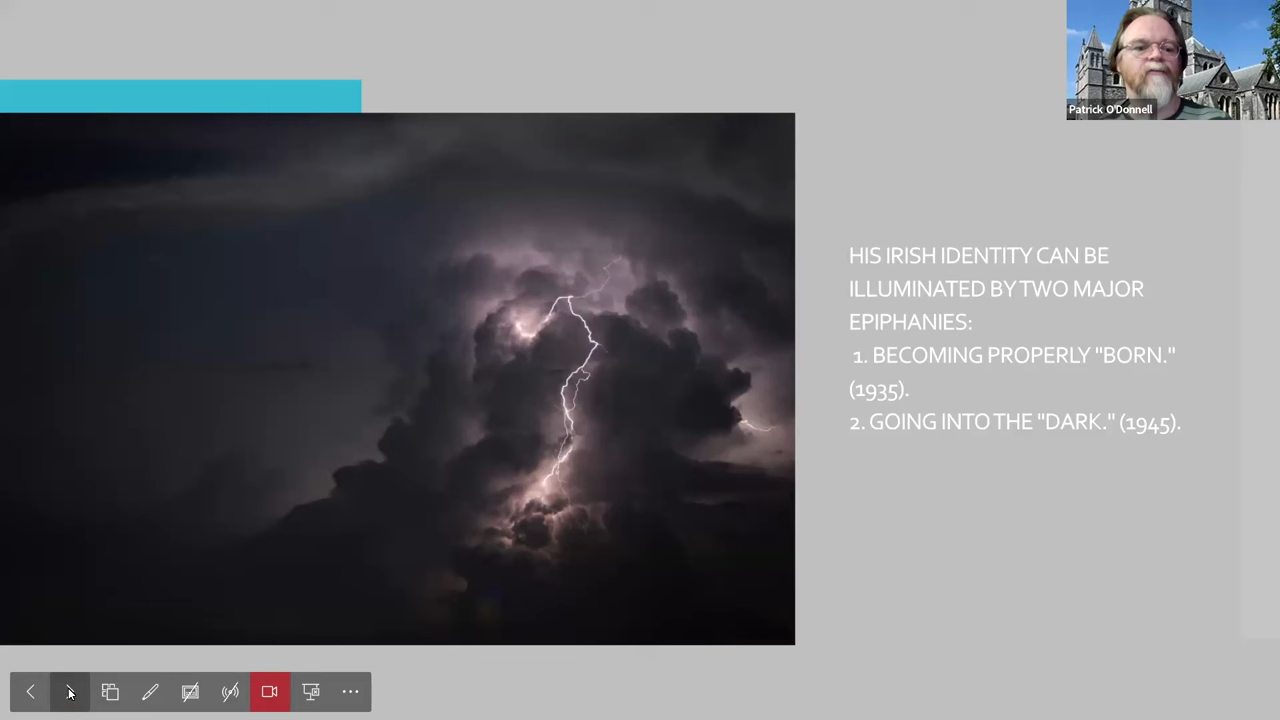 Patrick O'Donnell
HIS IRISH IDENTITY CAN BE
ILLUMINATED BY TWO MAJOR
EPIPHANIES:
1. BECOMING PROPERLY "BORN."
(1935).
2. GOING INTO THE "DARK." (1945).